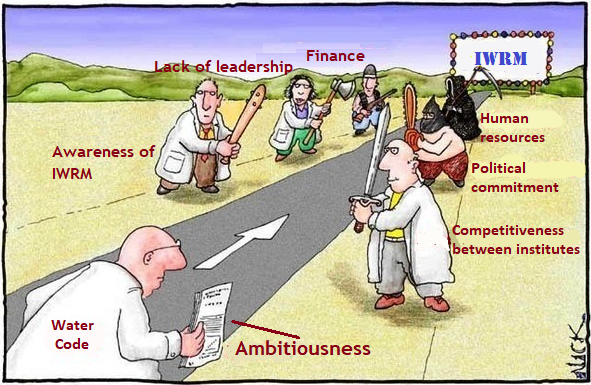 Finance
IWRM
Lack of leadership
Human
resources
Awareness of
IWRM
Political
commitment
Competitiveness
between institutes
Water
Code
Ambitiousness